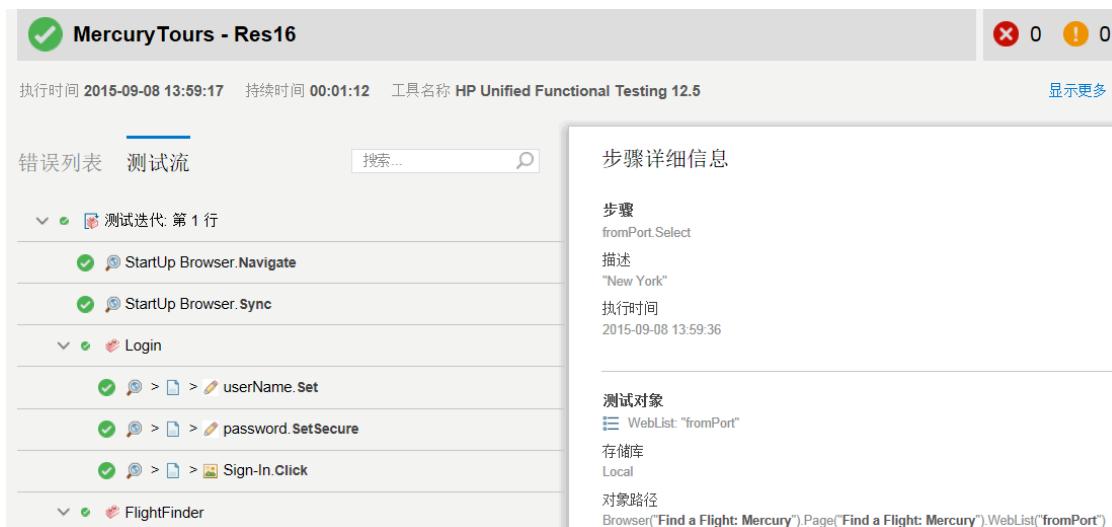 MercuryTours - Res16
0
0
执行时间 2015-09-08 13:59:17 持续时间 00:01:12 工具名称 HP Unified Functional Testing 12.5
显示更多
错误列表 测试流
搜索...
测试迭代: 第 1 行
StartUp Browser.Navigate
StartUp Browser.Sync
Login
> > userName.Set
> > password.SetSecure
> > Sign-In.Click
FlightFinder
步骤详细信息
步骤
fromPort.Select
描述
"New York"
执行时间
2015-09-08 13:59:36
测试对象
WebList: "fromPort"
存储库
Local
对象路径
Browser("Find a Flight: Mercury").Page("Find a Flight: Mercury").WebList("fromPort")